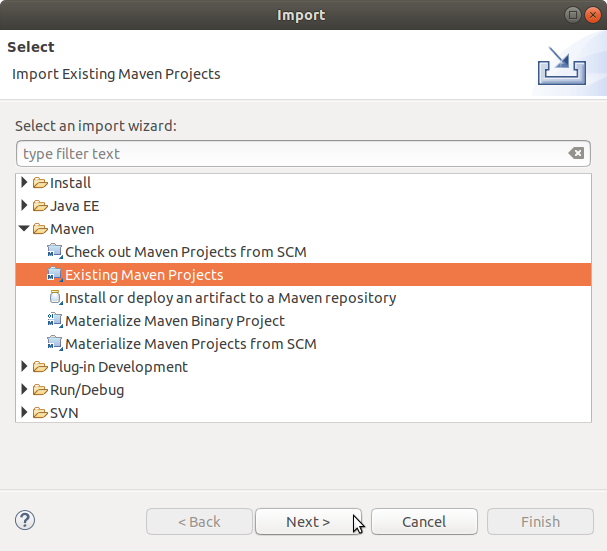 Import
Select
Import Existing Maven Projects
Select an import wizard:
type filter text
Install
Java EE
Maven
Check out Maven Projects from SCM
Existing Maven Projects
Install or deploy an artifact to a Maven repository
Materialize Maven Binary Project
Materialize Maven Projects from SCM
Plug-in Development
Run/Debug
SVN
? < Back Next > Cancel Finish